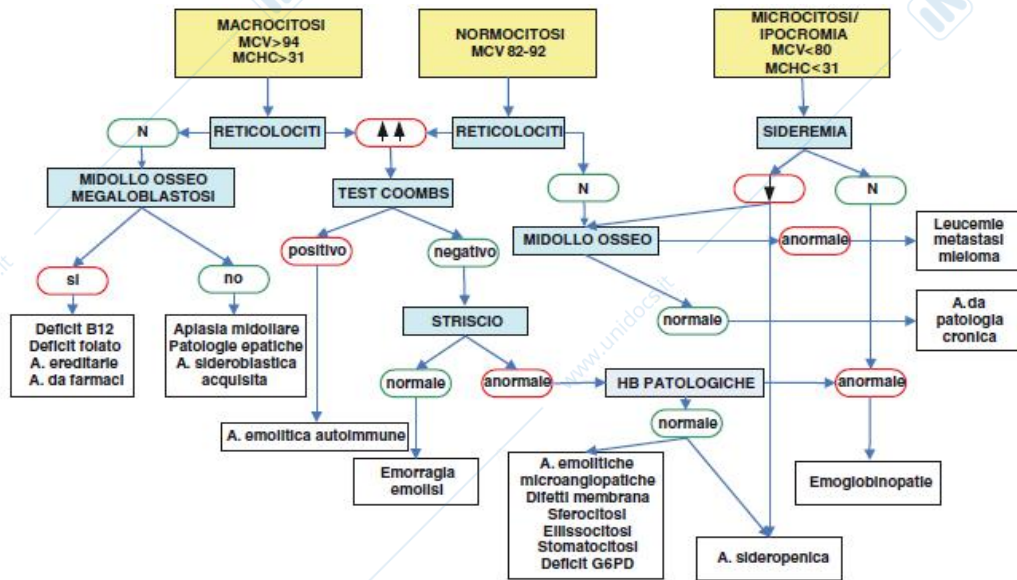 MACROCITOSI
MCV>94
MCHC>31
NORMOCITOSI
MCV 82-92
MICROCITOSI/
IPOCROMIA
MCV<80
MCHC<31
N
RETICOLOCITI
RETICOLOCITI
SIDEREMIA
MIDOLLO OSSEO
MEGALOBLASTOSI
TEST COOMBS
N
N
MIDOLLO OSSEO
anormale
Leucemie
metastasi
mieloma
positivo
negativo
si
no
normale
A. da
patologia
cronica
Deficit B12
Deficit folato
A. ereditarie
A. da farmaci
Aplasia midollare
Patologie epatiche
A. sideroblastica
acquisita
STRISCIO
normale
anormale
HB PATOLOGICHE
anormale
normale
A. emolitica autoimmune
Emorragia
emolisi
A. emolitiche
microangiopatiche
Difetti membrana
Sferocitosi
Ellissocitosi
Stomatocitosi
Deficit G6PD
Emoglobinopatie
A. sideropenica
www.unidocs.it